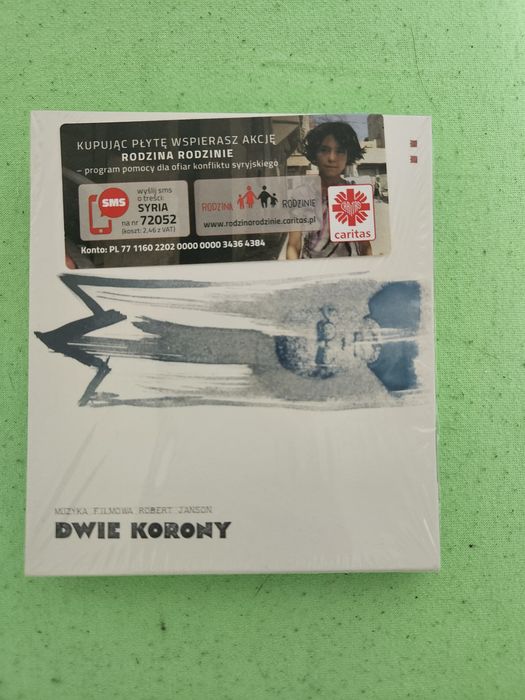 KUPUJĄC PŁYTĘ WSPIERASZ AKCJĘ
RODZINA RODZINIE
– program pomocy dla ofiar konfliktu syryjskiego
SMS
wyślij sms
o treści:
SYRIA
na nr 72052
(koszt: 2,46 z VAT)
RODZINA RODZINIE
www.rodzinarodzinie.caritas.pl
caritas
Konto: PL 77 1160 2202 0000 0000 3436 4384
MUZYKA FILMOWA ROBERT JANSON
DWIE KORONY